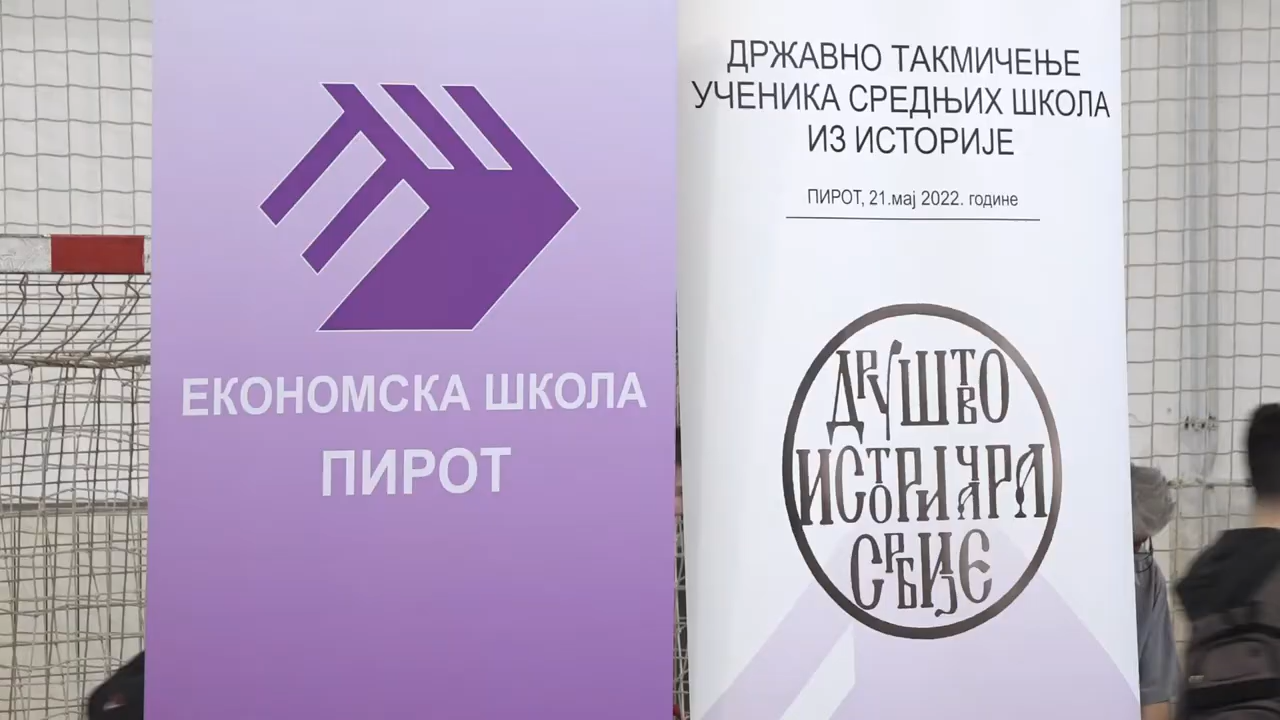 ЕКОНОМСКА ШКОЛА
ПИРОТ
ДРЖАВНО ТАКМИЧЕЊЕ
УЧЕНИКА СРЕДЊИХ ШКОЛА
ИЗ ИСТОРИЈЕ
ПИРОТ, 21.мај 2022. године
ДРУШТВО
ИСТОРИЧАРА
СРБИЈЕ